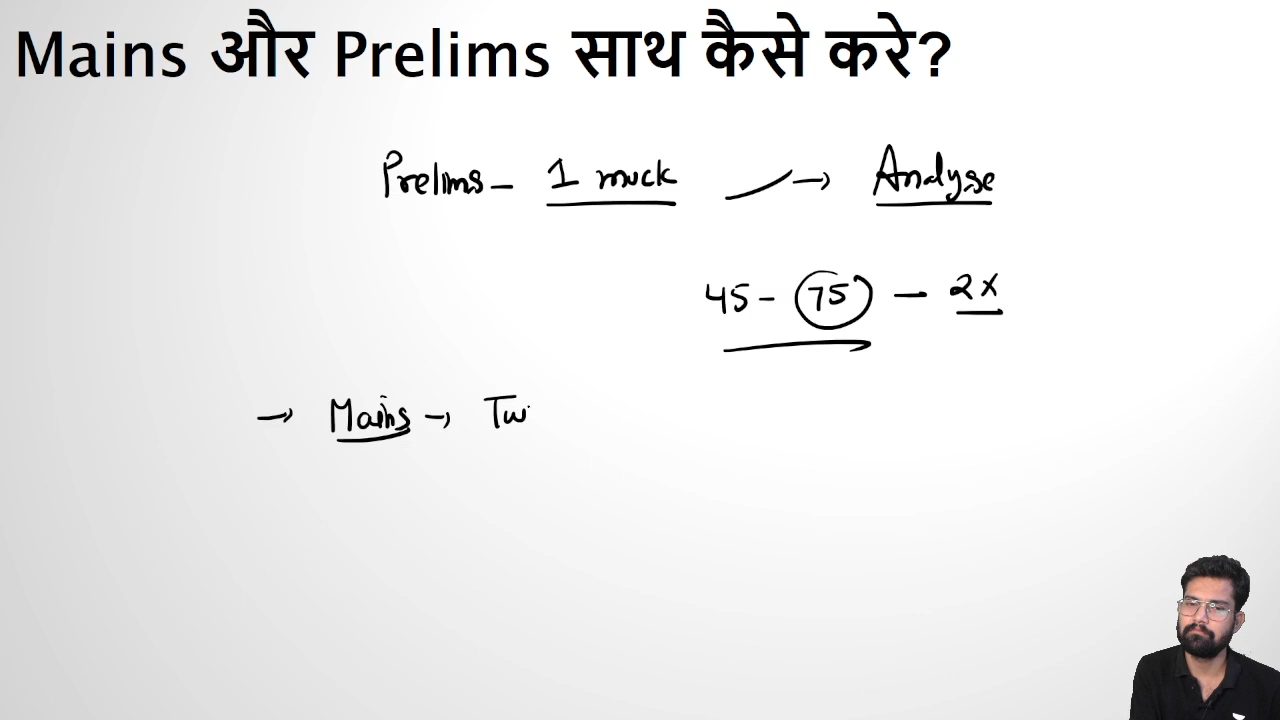 Mains और Prelims साथ कैसे करे?
Prelims - 1 mock → Analyse
45 - 75 - 2x
→ Mains → Tw